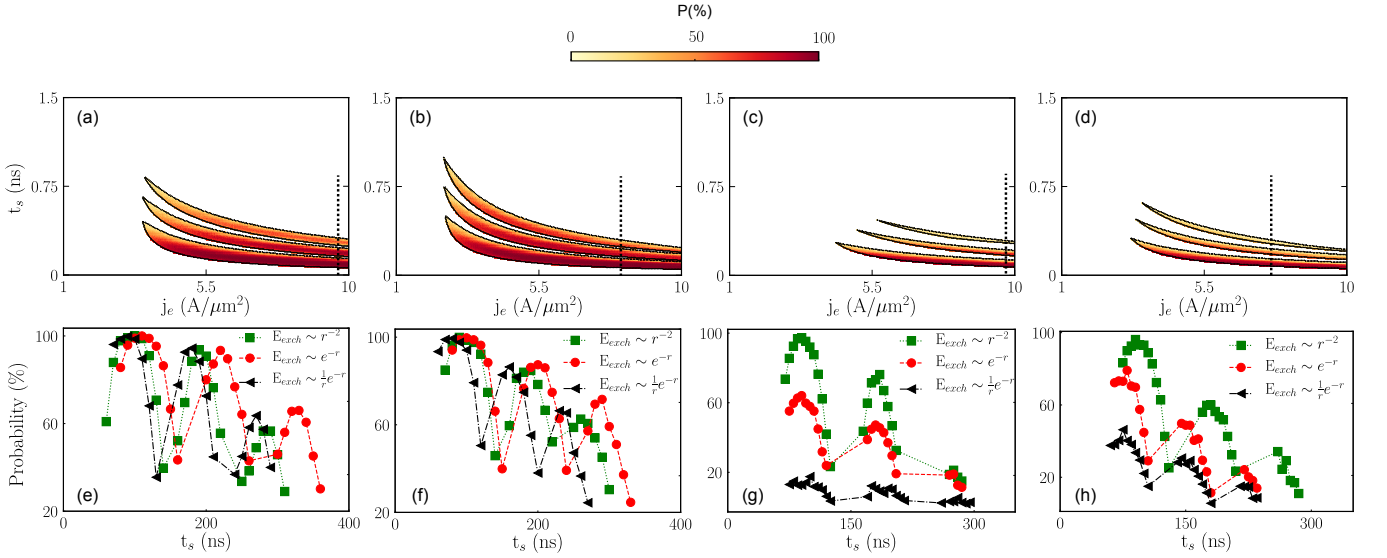 P(%)
0 50 100
(a) (b) (c) (d)
1.5 1.5 1.5 1.5
t_s (ns)
0.75 0.75 0.75 0.75
0 0 0 0
1 5.5 10 1 5.5 10 1 5.5 10 1 5.5 10
j_e (A/μm²) j_e (A/μm²) j_e (A/μm²) j_e (A/μm²)
Probability (%)
100
60
20
E_exch ∼ r⁻²
E_exch ∼ e⁻ʳ
E_exch ∼ 1/r e⁻ʳ
(e)
0 200 400
t_s (ns)
100
60
20
E_exch ∼ r⁻²
E_exch ∼ e⁻ʳ
E_exch ∼ 1/r e⁻ʳ
(f)
0 200 400
t_s (ns)
100
60
20
E_exch ∼ r⁻²
E_exch ∼ e⁻ʳ
E_exch ∼ 1/r e⁻ʳ
(g)
0 150 300
t_s (ns)
100
60
20
E_exch ∼ r⁻²
E_exch ∼ e⁻ʳ
E_exch ∼ 1/r e⁻ʳ
(h)
0 150 300
t_s (ns)